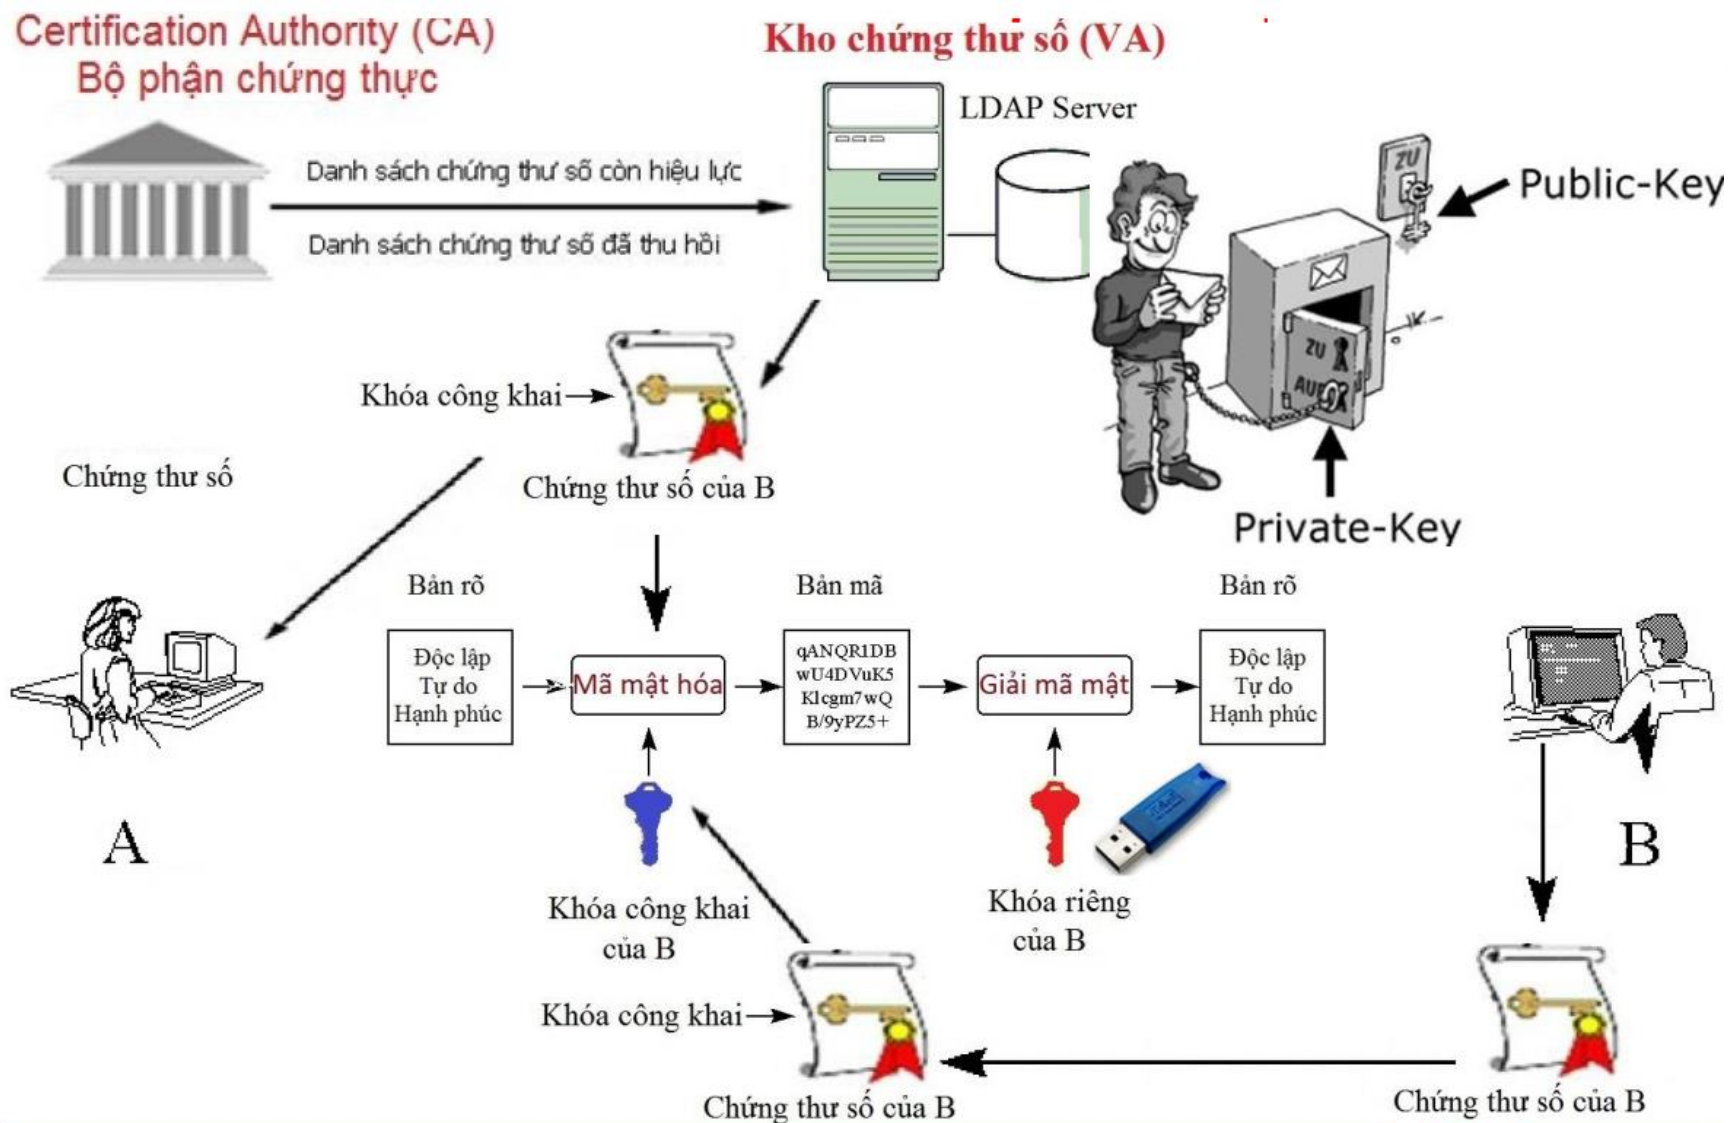 Certification Authority (CA)
Bộ phận chứng thực
Kho chứng thư số (VA)
LDAP Server
Danh sách chứng thư số còn hiệu lực
Danh sách chứng thư số đã thu hồi
ZU
Public-Key
ZU
Private-Key
Khóa công khai
Chứng thư số
Chứng thư số của B
Bản rõ
Bản mã
Bản rõ
Độc lập
Tự do
Hạnh phúc
Mã mật hóa
qANQR1DB
wU4DVuK5
Klcgm7wQ
B/9yPZ5+
Giải mã mật
Độc lập
Tự do
Hạnh phúc
A
B
Khóa công khai
của B
Khóa riêng
của B
Khóa công khai
Chứng thư số của B
Chứng thư số của B